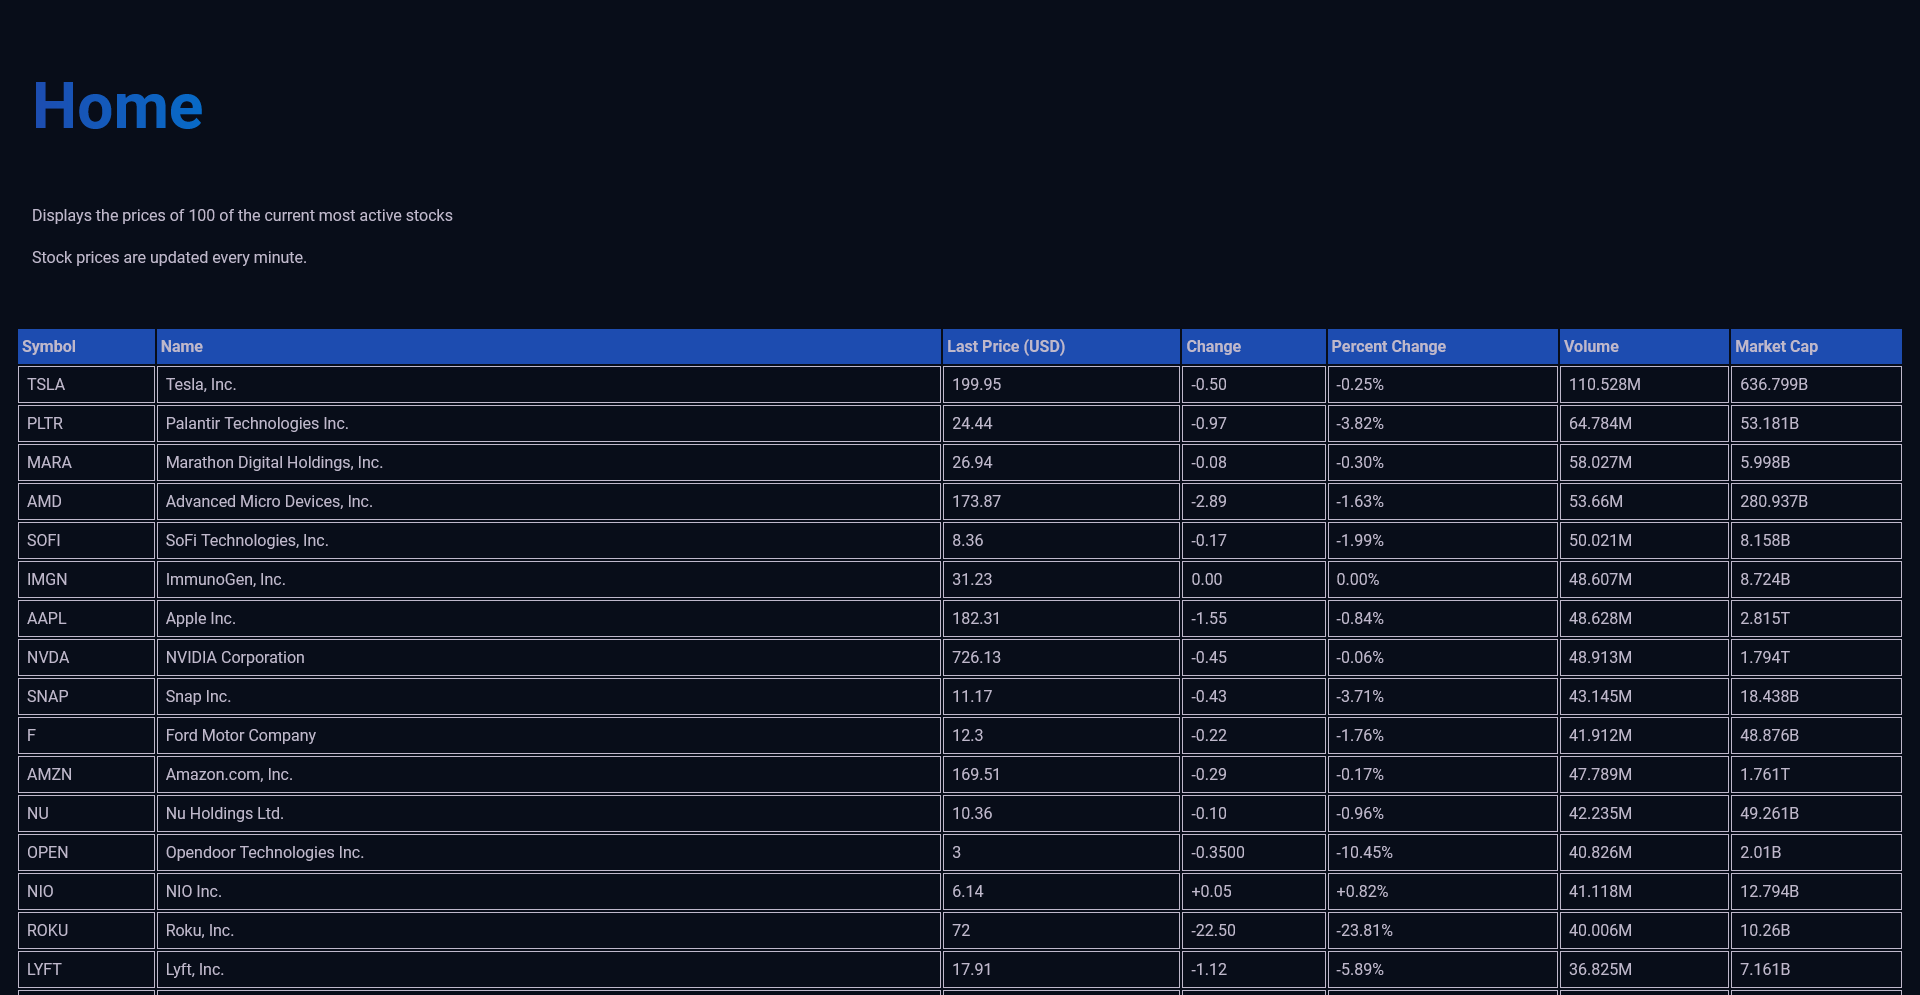 Home
Displays the prices of 100 of the current most active stocks
Stock prices are updated every minute.
Symbol Name Last Price (USD) Change Percent Change Volume Market Cap
TSLA Tesla, Inc. 199.95 -0.50 -0.25% 110.528M 636.799B
PLTR Palantir Technologies Inc. 24.44 -0.97 -3.82% 64.784M 53.181B
MARA Marathon Digital Holdings, Inc. 26.94 -0.08 -0.30% 58.027M 5.998B
AMD Advanced Micro Devices, Inc. 173.87 -2.89 -1.63% 53.66M 280.937B
SOFI SoFi Technologies, Inc. 8.36 -0.17 -1.99% 50.021M 8.158B
IMGN ImmunoGen, Inc. 31.23 0.00 0.00% 48.607M 8.724B
AAPL Apple Inc. 182.31 -1.55 -0.84% 48.628M 2.815T
NVDA NVIDIA Corporation 726.13 -0.45 -0.06% 48.913M 1.794T
SNAP Snap Inc. 11.17 -0.43 -3.71% 43.145M 18.438B
F Ford Motor Company 12.3 -0.22 -1.76% 41.912M 48.876B
AMZN Amazon.com, Inc. 169.51 -0.29 -0.17% 47.789M 1.761T
NU Nu Holdings Ltd. 10.36 -0.10 -0.96% 42.235M 49.261B
OPEN Opendoor Technologies Inc. 3 -0.3500 -10.45% 40.826M 2.01B
NIO NIO Inc. 6.14 +0.05 +0.82% 41.118M 12.794B
ROKU Roku, Inc. 72 -22.50 -23.81% 40.006M 10.26B
LYFT Lyft, Inc. 17.91 -1.12 -5.89% 36.825M 7.161B